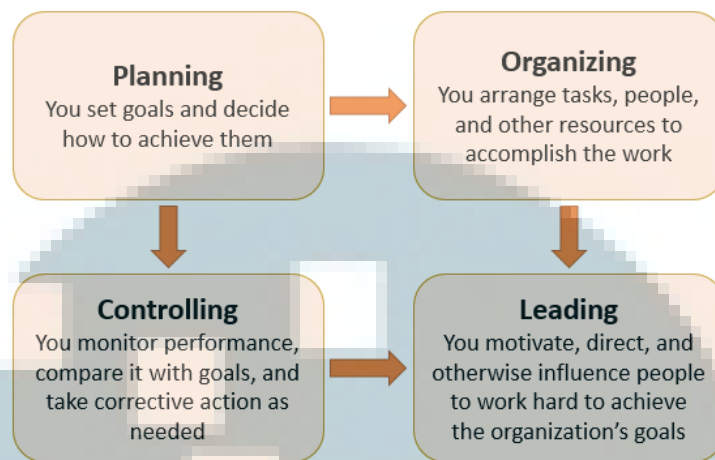 Planning
You set goals and decide
how to achieve them
Organizing
You arrange tasks, people,
and other resources to
accomplish the work
Controlling
You monitor performance,
compare it with goals, and
take corrective action as
needed
Leading
You motivate, direct, and
otherwise influence people
to work hard to achieve
the organization's goals